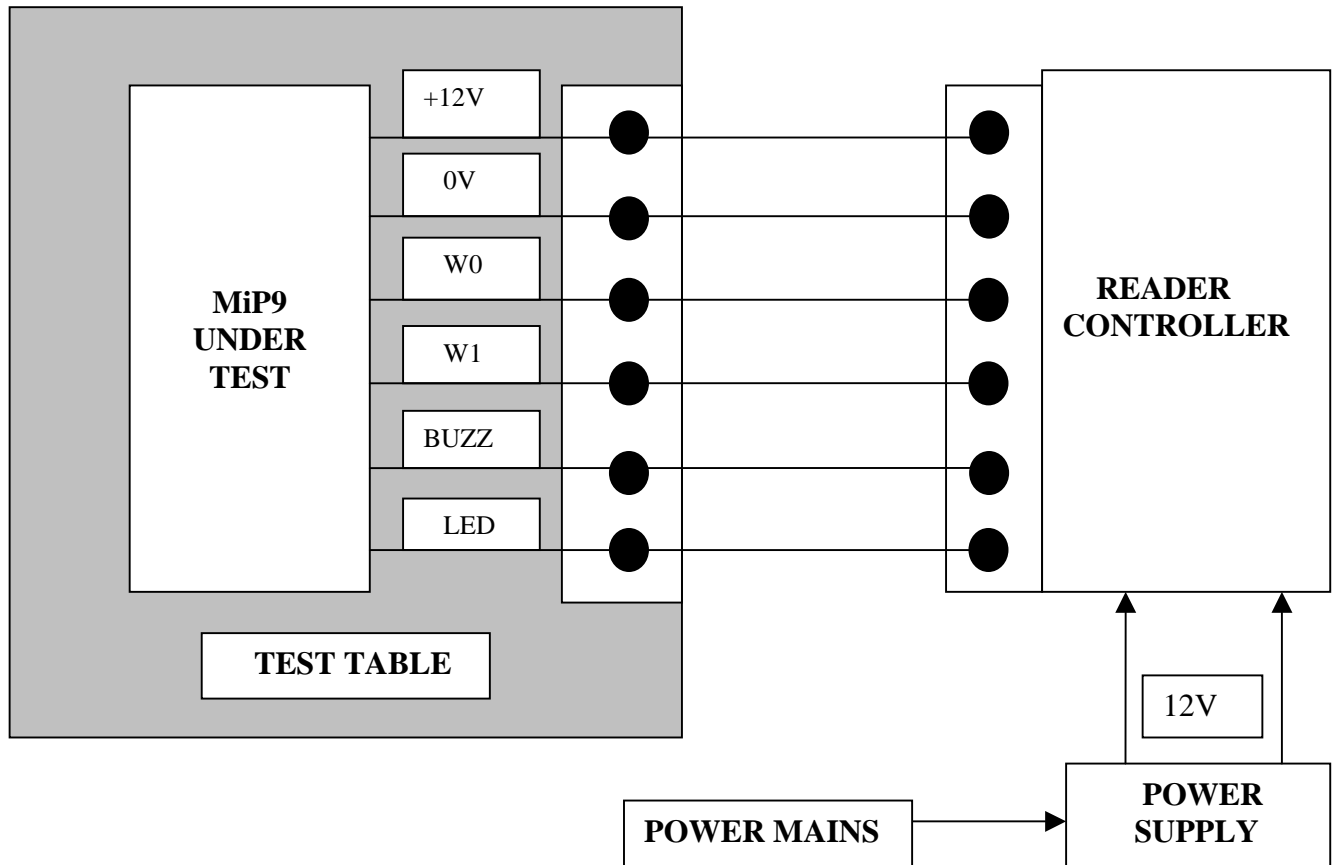 +12V
0V
W0
W1
BUZZ
LED
MiP9
UNDER
TEST
READER
CONTROLLER
TEST TABLE
12V
POWER MAINS
POWER
SUPPLY